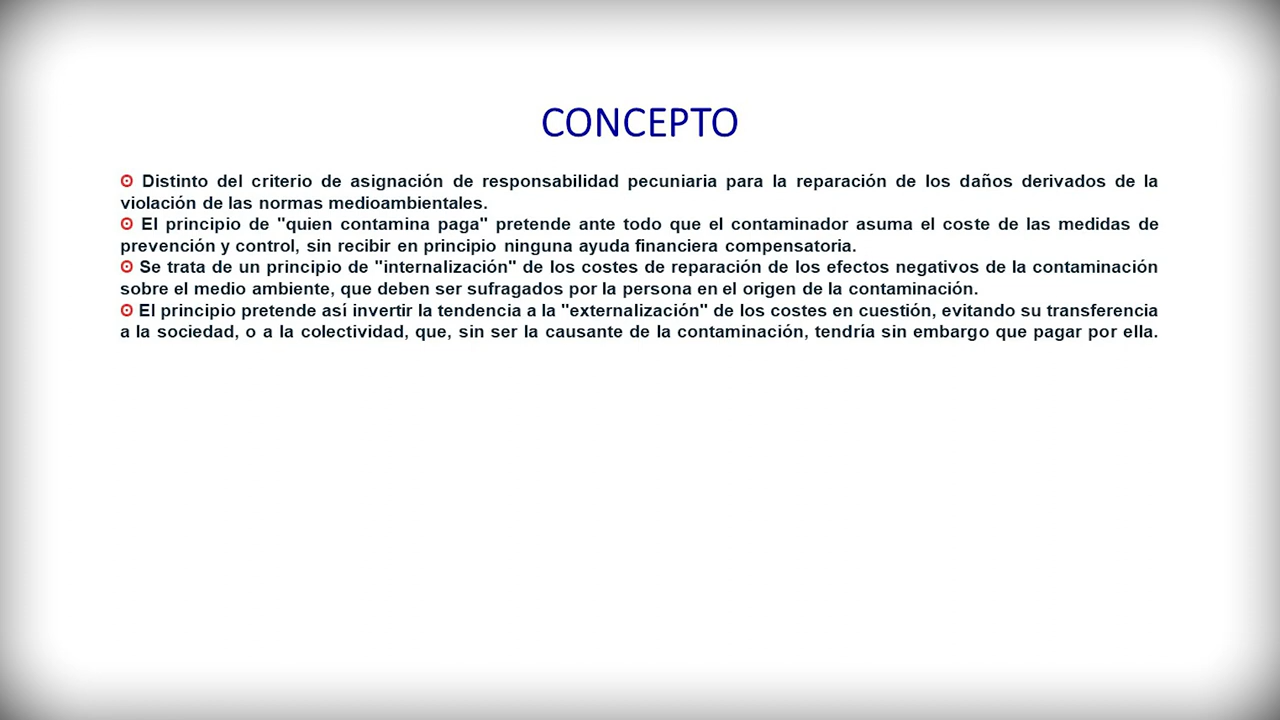 CONCEPTO
⊙ Distinto del criterio de asignación de responsabilidad pecuniaria para la reparación de los daños derivados de la
violación de las normas medioambientales.
⊙ El principio de "quien contamina paga" pretende ante todo que el contaminador asuma el coste de las medidas de
prevención y control, sin recibir en principio ninguna ayuda financiera compensatoria.
⊙ Se trata de un principio de "internalización" de los costes de reparación de los efectos negativos de la contaminación
sobre el medio ambiente, que deben ser sufragados por la persona en el origen de la contaminación.
⊙ El principio pretende así invertir la tendencia a la "externalización" de los costes en cuestión, evitando su transferencia
a la sociedad, o a la colectividad, que, sin ser la causante de la contaminación, tendría sin embargo que pagar por ella.